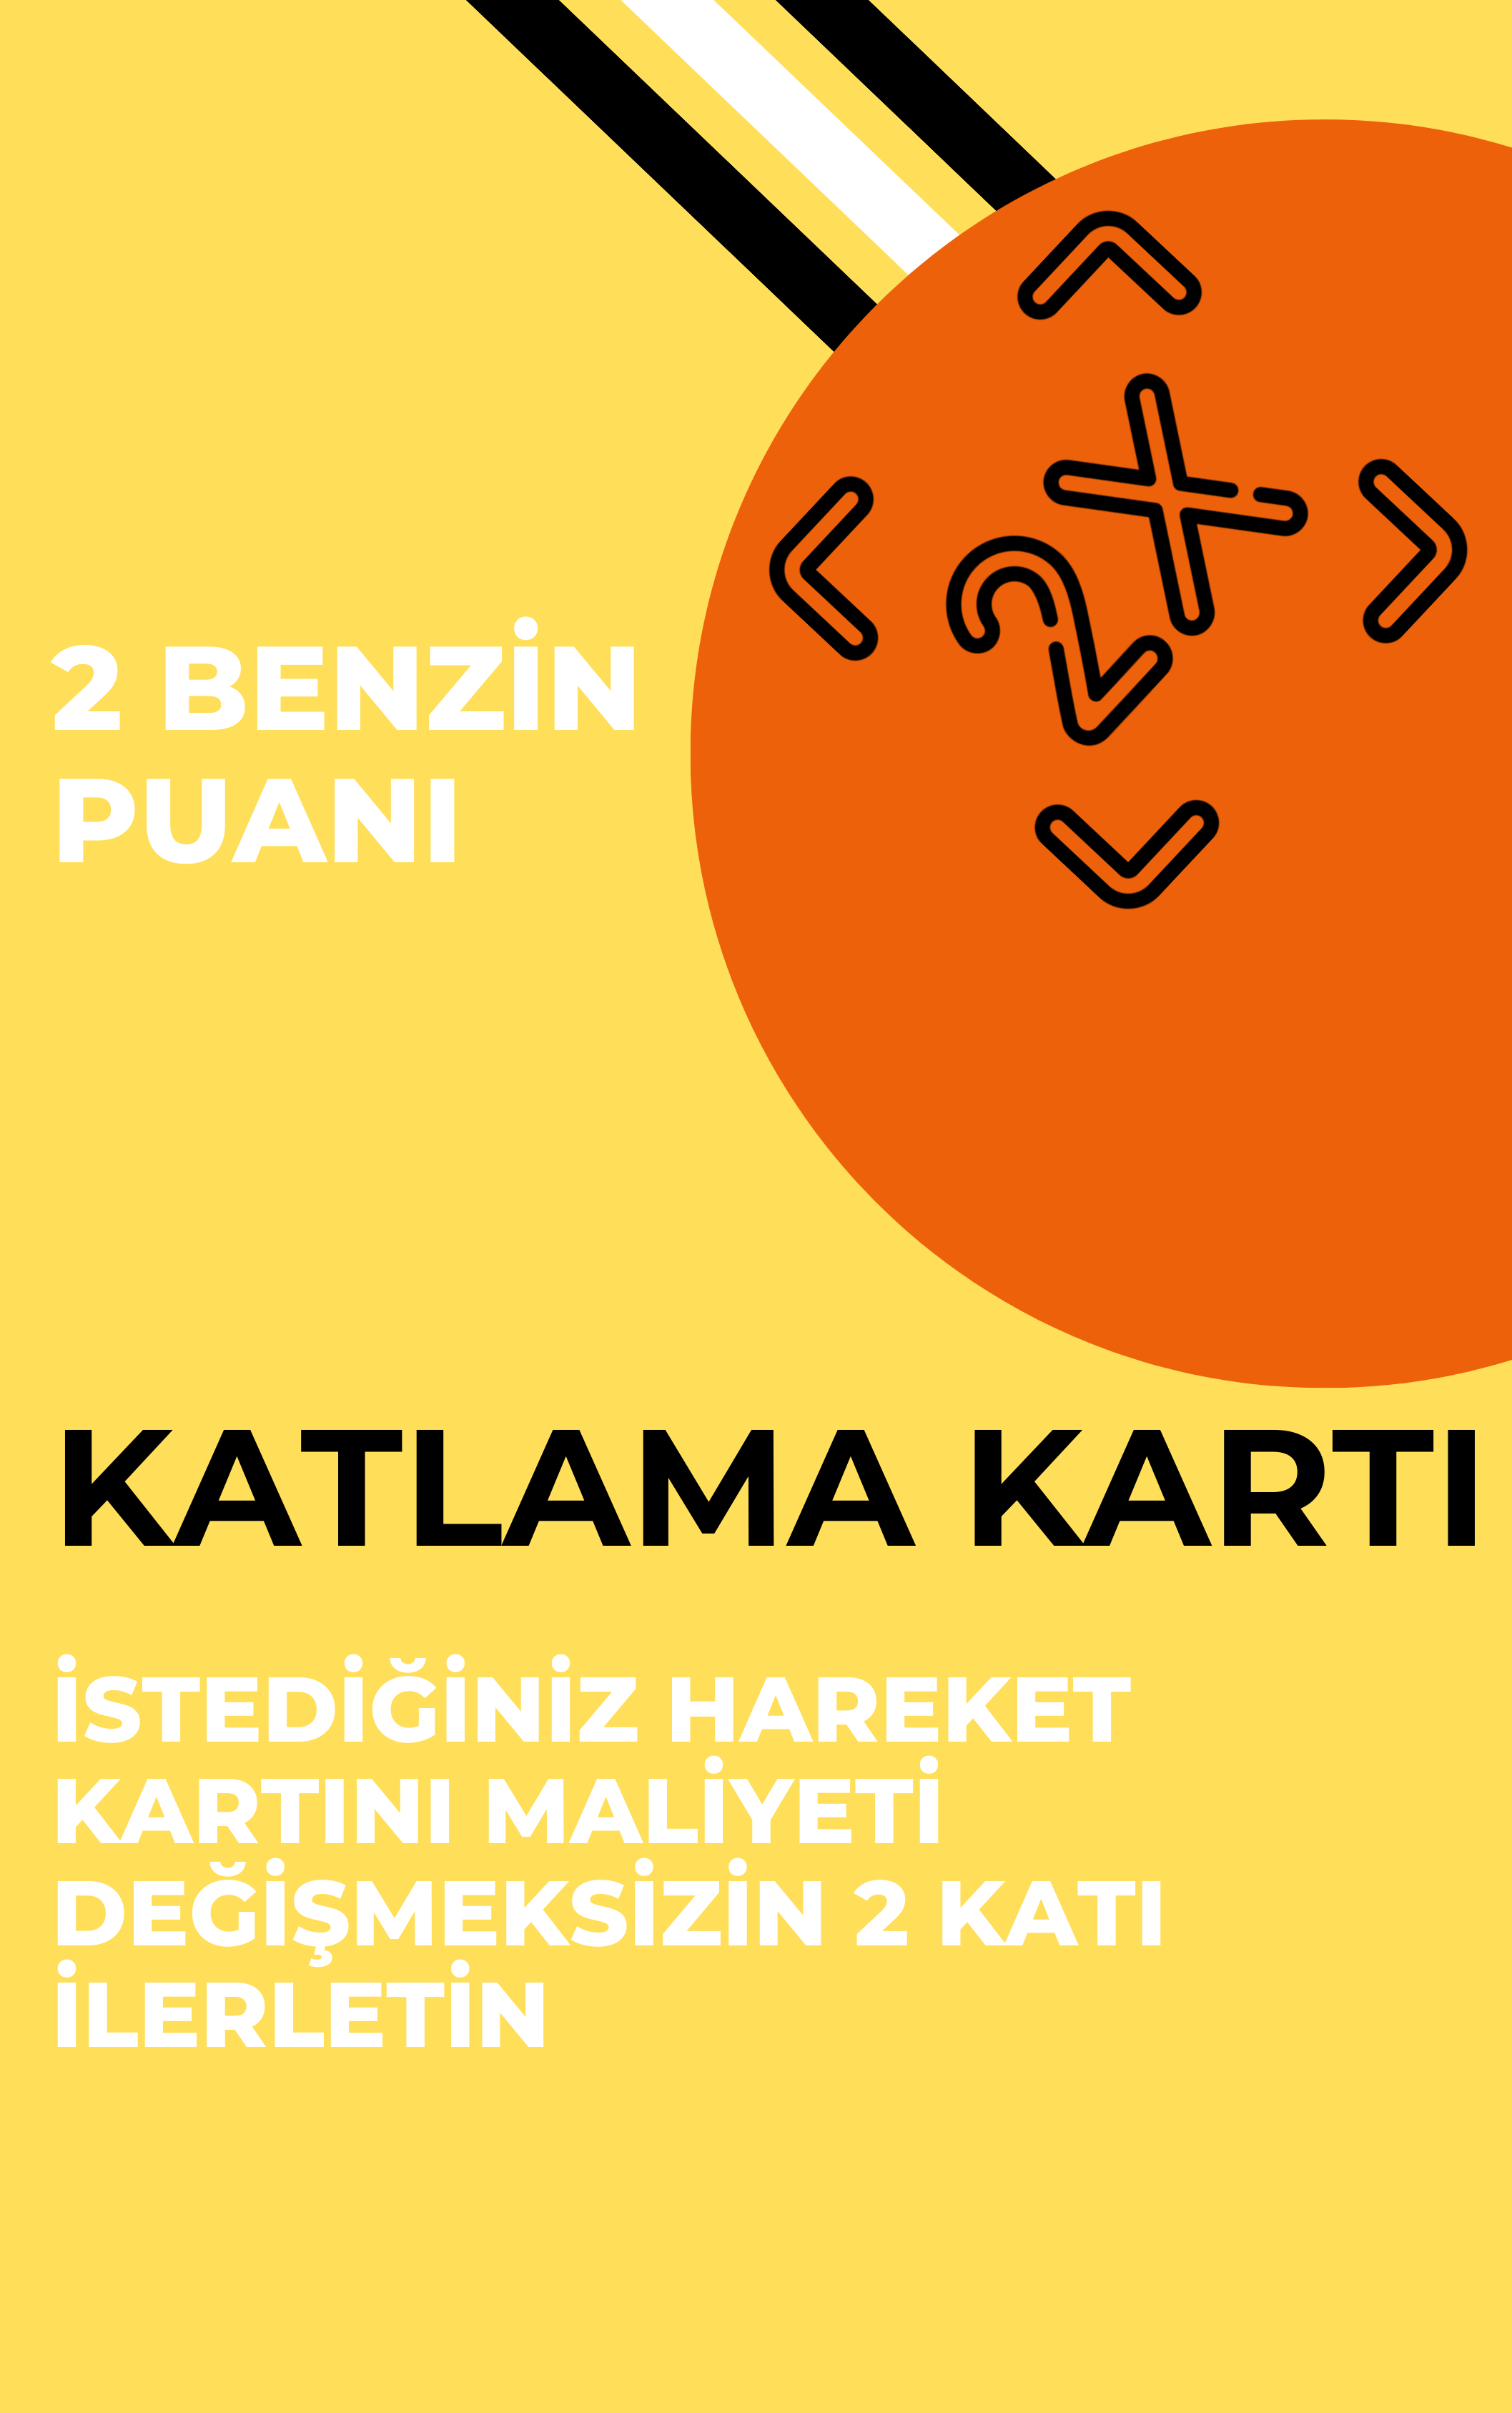 2X
2 BENZİN
PUANI
KATLAMA KARTI
İSTEDİĞİNİZ HAREKET
KARTINI MALİYETİ
DEĞİŞMEKSİZİN 2 KATI
İLERLETİN